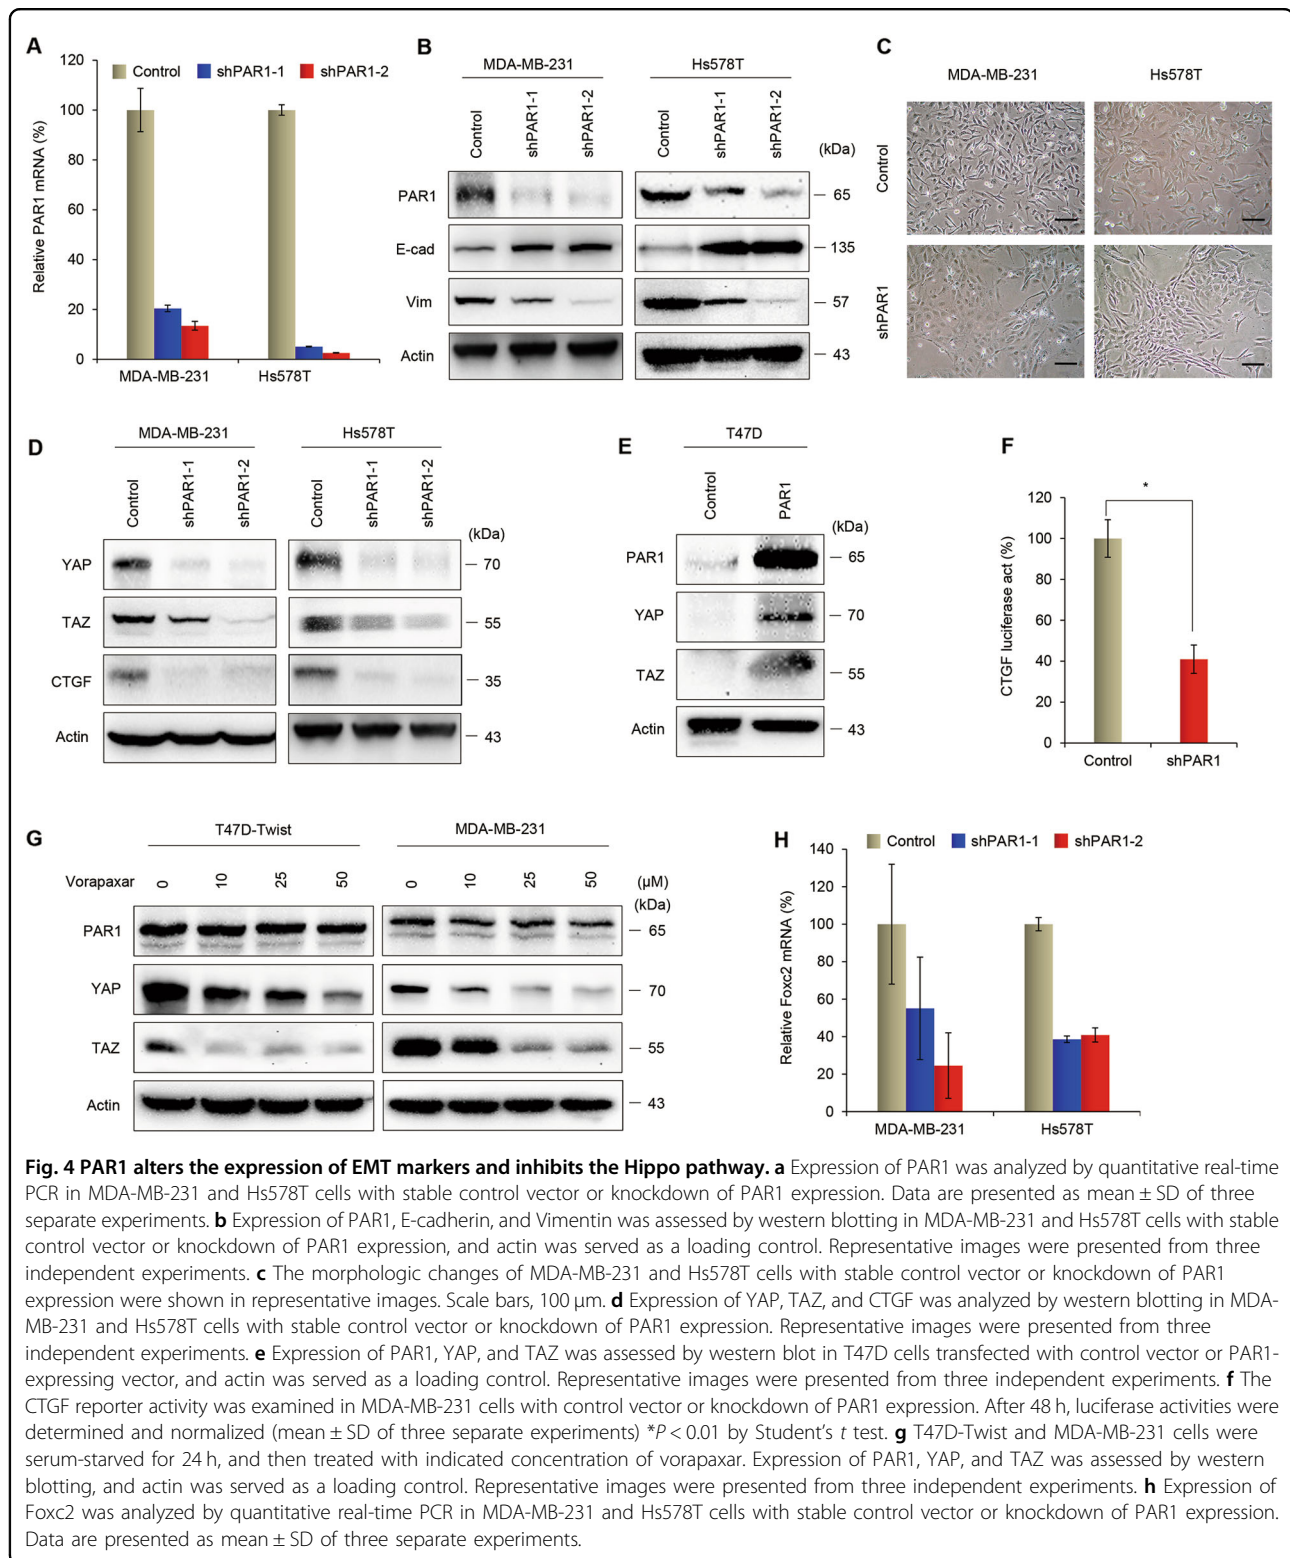 A
120
100
80
60
40
20
0
Relative PAR1 mRNA (%)
Control shPAR1-1 shPAR1-2
MDA-MB-231 Hs578T
B
MDA-MB-231 Hs578T
Control shPAR1-1 shPAR1-2 Control shPAR1-1 shPAR1-2
(kDa)
PAR1 65
E-cad 135
Vim 57
Actin 43
C
MDA-MB-231 Hs578T
Control
shPAR1
D
MDA-MB-231 Hs578T
Control shPAR1-1 shPAR1-2 Control shPAR1-1 shPAR1-2
(kDa)
YAP 70
TAZ 55
CTGF 35
Actin 43
E
T47D
Control PAR1
(kDa)
PAR1 65
YAP 70
TAZ 55
Actin 43
F
120
100
80
60
40
20
0
CTGF luciferase act (%)
*
Control shPAR1
G
T47D-Twist MDA-MB-231
Vorapaxar 0 10 25 50 0 10 25 50 (µM)
(kDa)
PAR1 65
YAP 70
TAZ 55
Actin 43
H
140
120
100
80
60
40
20
0
Relative Foxc2 mRNA (%)
Control shPAR1-1 shPAR1-2
MDA-MB-231 Hs578T
Fig. 4 PAR1 alters the expression of EMT markers and inhibits the Hippo pathway. a Expression of PAR1 was analyzed by quantitative real-time
PCR in MDA-MB-231 and Hs578T cells with stable control vector or knockdown of PAR1 expression. Data are presented as mean ± SD of three
separate experiments. b Expression of PAR1, E-cadherin, and Vimentin was assessed by western blotting in MDA-MB-231 and Hs578T cells with stable
control vector or knockdown of PAR1 expression, and actin was served as a loading control. Representative images were presented from three
independent experiments. c The morphologic changes of MDA-MB-231 and Hs578T cells with stable control vector or knockdown of PAR1
expression were shown in representative images. Scale bars, 100 µm. d Expression of YAP, TAZ, and CTGF was analyzed by western blotting in MDA-
MB-231 and Hs578T cells with stable control vector or knockdown of PAR1 expression. Representative images were presented from three
independent experiments. e Expression of PAR1, YAP, and TAZ was assessed by western blot in T47D cells transfected with control vector or PAR1-
expressing vector, and actin was served as a loading control. Representative images were presented from three independent experiments. f The
CTGF reporter activity was examined in MDA-MB-231 cells with control vector or knockdown of PAR1 expression. After 48 h, luciferase activities were
determined and normalized (mean ± SD of three separate experiments) *P < 0.01 by Student's t test. g T47D-Twist and MDA-MB-231 cells were
serum-starved for 24 h, and then treated with indicated concentration of vorapaxar. Expression of PAR1, YAP, and TAZ was assessed by western
blotting, and actin was served as a loading control. Representative images were presented from three independent experiments. h Expression of
Foxc2 was analyzed by quantitative real-time PCR in MDA-MB-231 and Hs578T cells with stable control vector or knockdown of PAR1 expression.
Data are presented as mean ± SD of three separate experiments.